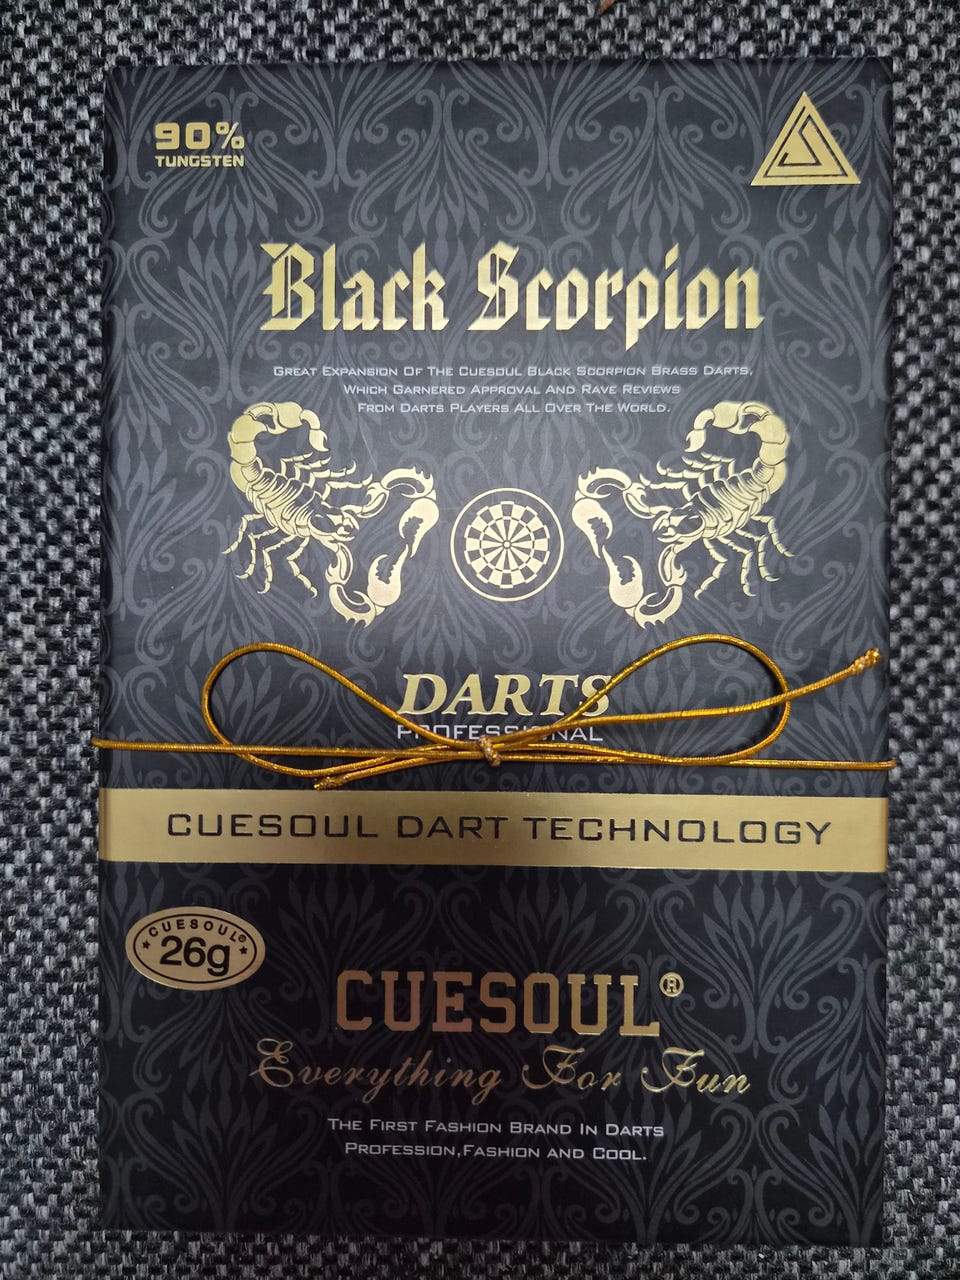 90%
TUNGSTEN
Black Scorpion
GREAT EXPANSION OF THE CUESOUL BLACK SCORPION BRASS DARTS,
WHICH GARNERED APPROVAL AND RAVE REVIEWS
FROM DARTS PLAYERS ALL OVER THE WORLD.
DARTS
PROFESSIONAL
CUESOUL DART TECHNOLOGY
CUESOUL®
26g
CUESOUL®
Everything For Fun
THE FIRST FASHION BRAND IN DARTS
PROFESSION,FASHION AND COOL.